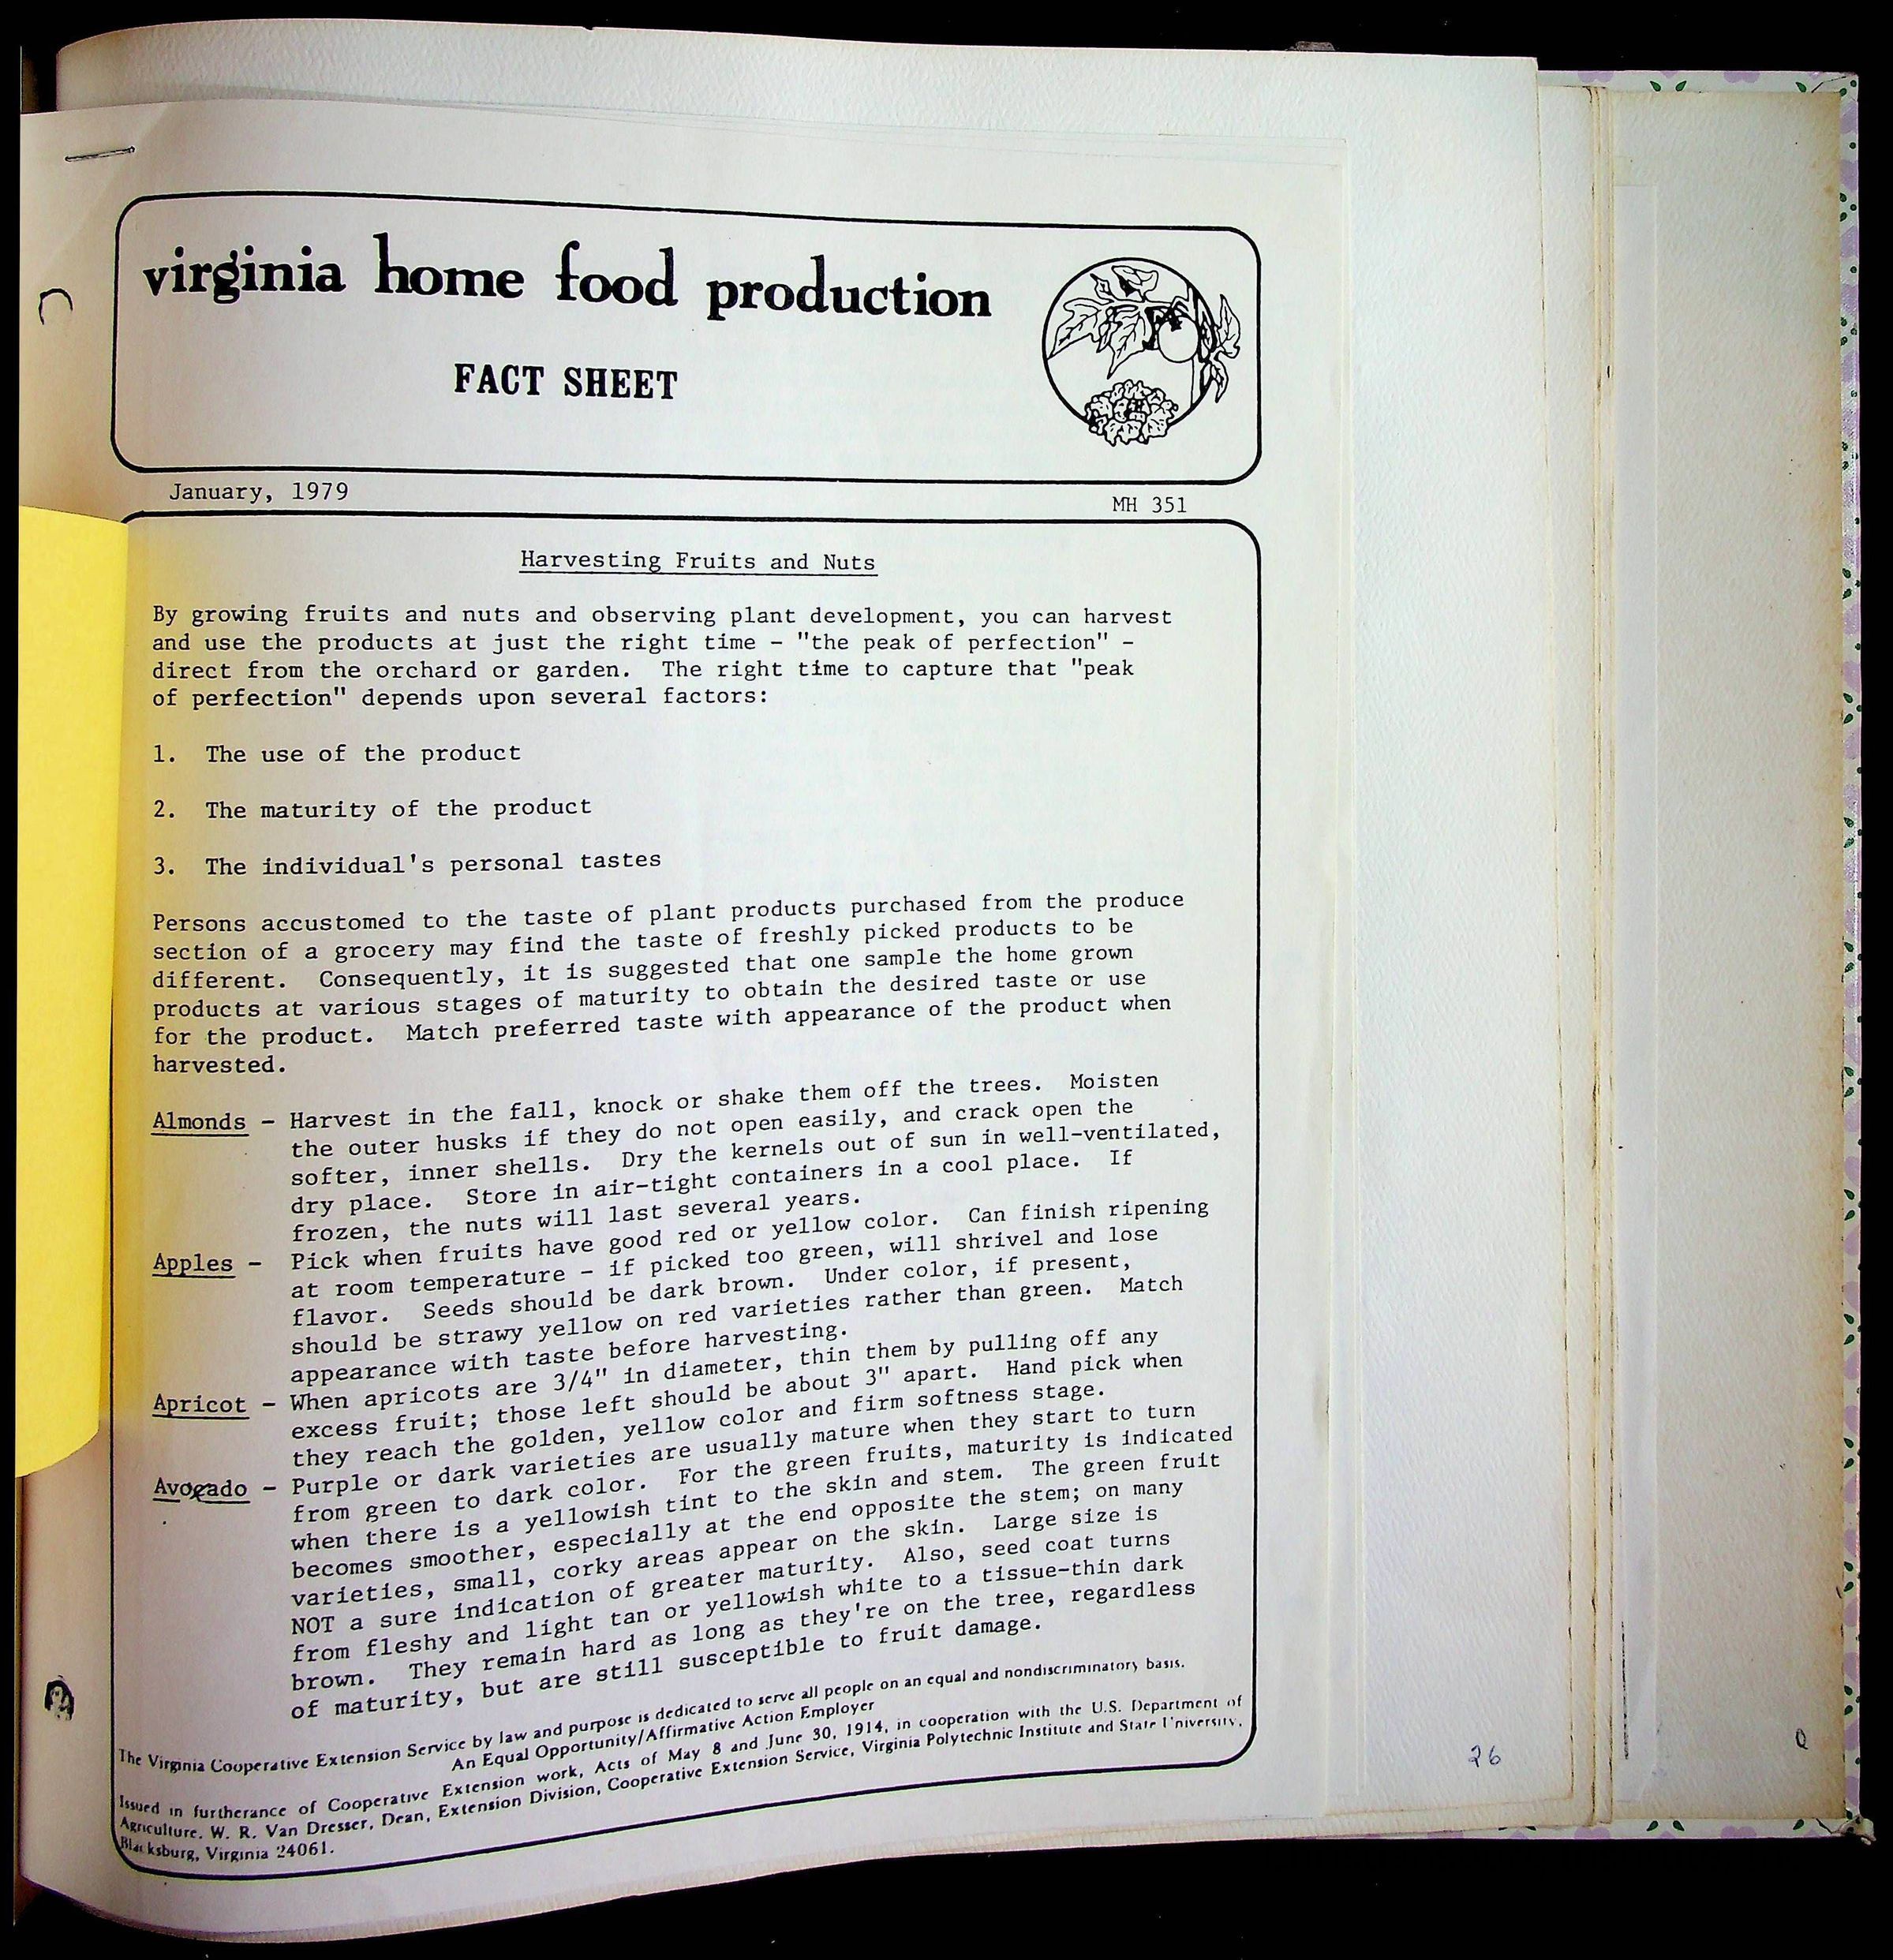 virginia home food production
FACT SHEET
January, 1979
MH 351
Harvesting Fruits and Nuts
By growing fruits and nuts and observing plant development, you can harvest
and use the products at just the right time - "the peak of perfection" -
direct from the orchard or garden. The right time to capture that "peak
of perfection" depends upon several factors:
1. The use of the product
2. The maturity of the product
3. The individual's personal tastes
Persons accustomed to the taste of plant products purchased from the produce
section of a grocery may find the taste of freshly picked products to be
different. Consequently, it is suggested that one sample the home grown
products at various stages of maturity to obtain the desired taste or use
for the product. Match preferred taste with appearance of the product when
harvested.
Almonds - Harvest in the fall, knock or shake them off the trees. Moisten
the outer husks if they do not open easily, and crack open the
softer, inner shells. Dry the kernels out of sun in well-ventilated,
dry place. Store in air-tight containers in a cool place. If
frozen, the nuts will last several years.
Apples - Pick when fruits have good red or yellow color. Can finish ripening
at room temperature - if picked too green, will shrivel and lose
flavor. Seeds should be dark brown. Under color, if present,
should be strawy yellow on red varieties rather than green. Match
appearance with taste before harvesting.
Apricot - When apricots are 3/4" in diameter, thin them by pulling off any
excess fruit; those left should be about 3" apart. Hand pick when
they reach the golden, yellow color and firm softness stage.
Avocado - Purple or dark varieties are usually mature when they start to turn
from green to dark color. For the green fruits, maturity is indicated
when there is a yellowish tint to the skin and stem. The green fruit
becomes smoother, especially at the end opposite the stem; on many
varieties, small, corky areas appear on the skin. Large size is
NOT a sure indication of greater maturity. Also, seed coat turns
from fleshy and light tan or yellowish white to a tissue-thin dark
brown. They remain hard as long as they're on the tree, regardless
of maturity, but are still susceptible to fruit damage.
The Virginia Cooperative Extension Service by law and purpose is dedicated to serve all people on an equal and nondiscriminatory basis.
An Equal Opportunity/Affirmative Action Employer
Issued in furtherance of Cooperative Extension work, Acts of May 8 and June 30, 1914, in cooperation with the U.S. Department of
Agriculture. W. R. Van Dresser, Dean, Extension Division, Cooperative Extension Service, Virginia Polytechnic Institute and State University,
Blacksburg, Virginia 24061.
26